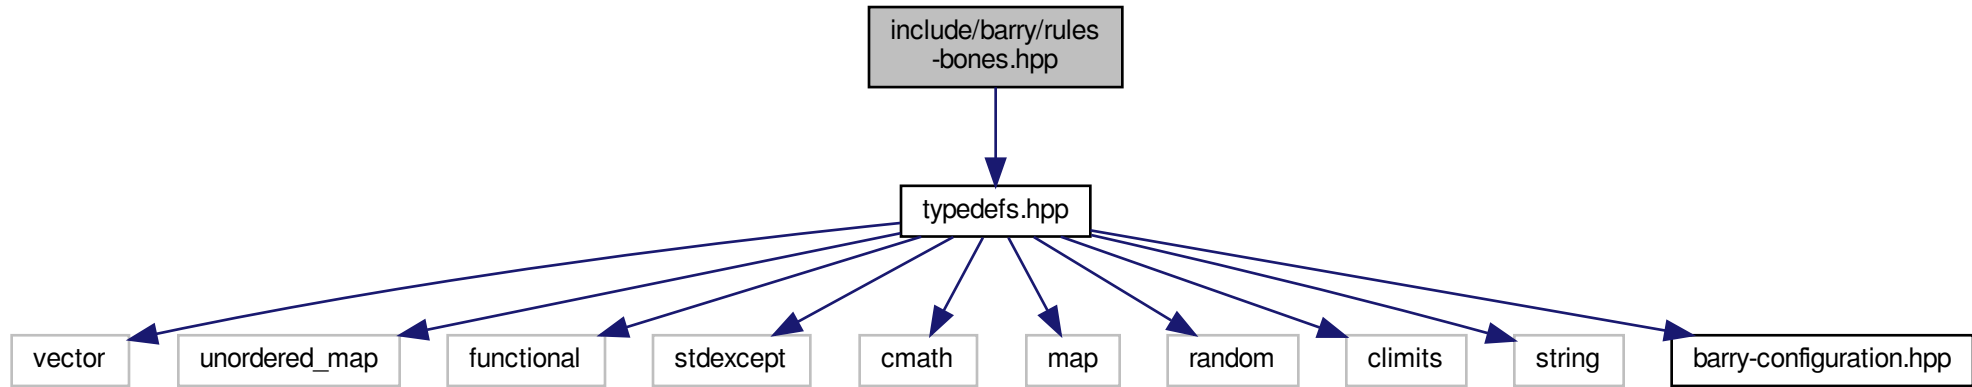 include/barry/rules
-bones.hpp
typedefs.hpp
vector
unordered_map
functional
stdexcept
cmath
map
random
climits
string
barry-configuration.hpp